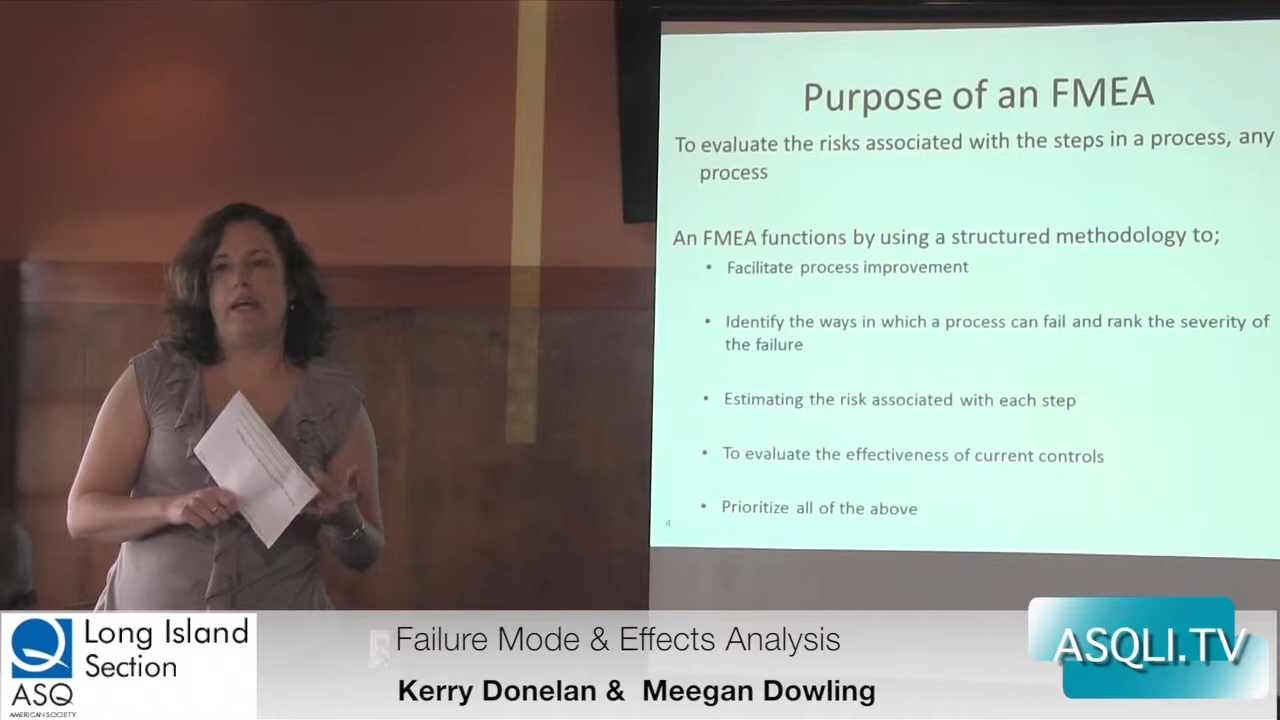 Purpose of an FMEA
To evaluate the risks associated with the steps in a process, any
process
An FMEA functions by using a structured methodology to;
• Facilitate process improvement
• Identify the ways in which a process can fail and rank the severity of
the failure
• Estimating the risk associated with each step
• To evaluate the effectiveness of current controls
• Prioritize all of the above
4
Long Island
Section
ASQ
AMERICAN SOCIETY
Failure Mode & Effects Analysis
Kerry Donelan & Meegan Dowling
ASQLI.TV